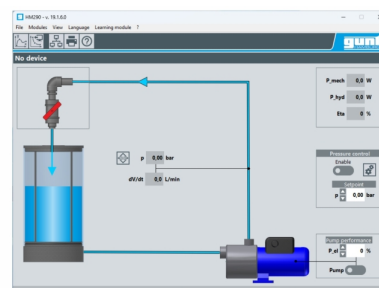 HM290 - v. 19.1.6.0
File Modules View Language Learning module ?
gunt
No device
P_mech 0,0 W
P_hyd 0,0 W
Eta 0 %
p 0,00 bar
dV/dt 0,0 L/min
Pressure control
Enable
Setpoint
p 0,00 bar
Pump performance
P_el 0 %
Pump